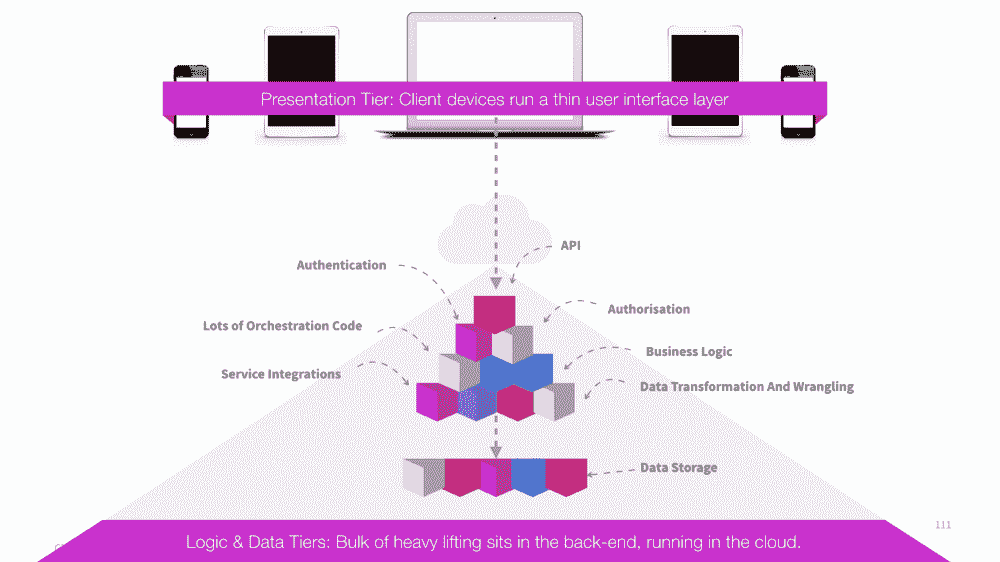 Presentation Tier: Client devices run a thin user interface layer
API
Authentication
Authorisation
Lots of Orchestration Code
Business Logic
Service Integrations
Data Transformation And Wrangling
Data Storage
111
Logic & Data Tiers: Bulk of heavy lifting sits in the back-end, running in the cloud.